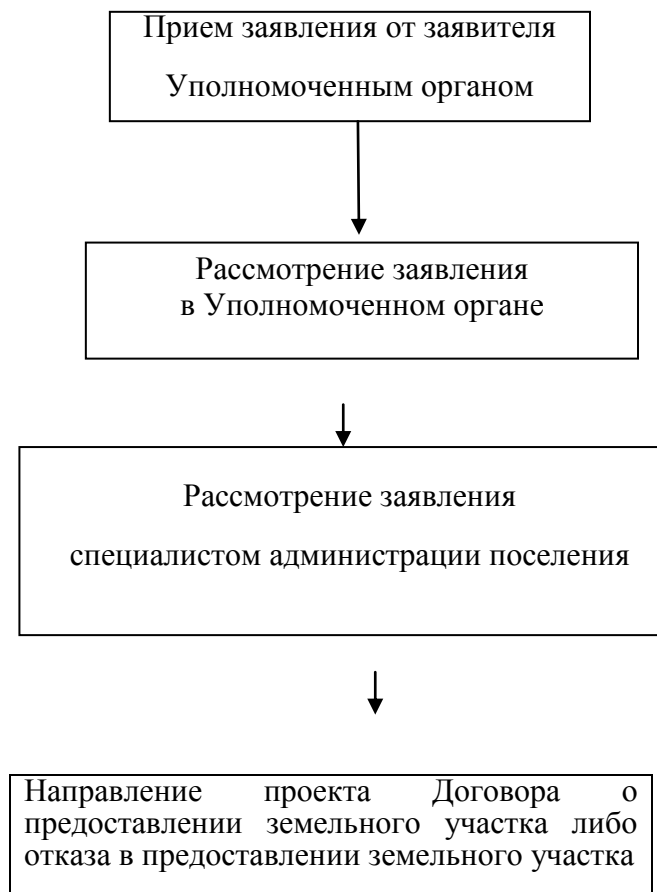 Прием заявления от заявителя
Уполномоченным органом
Рассмотрение заявления
в Уполномоченном органе
Рассмотрение заявления
специалистом администрации поселения
Направление проекта Договора о
предоставлении земельного участка либо
отказа в предоставлении земельного участка